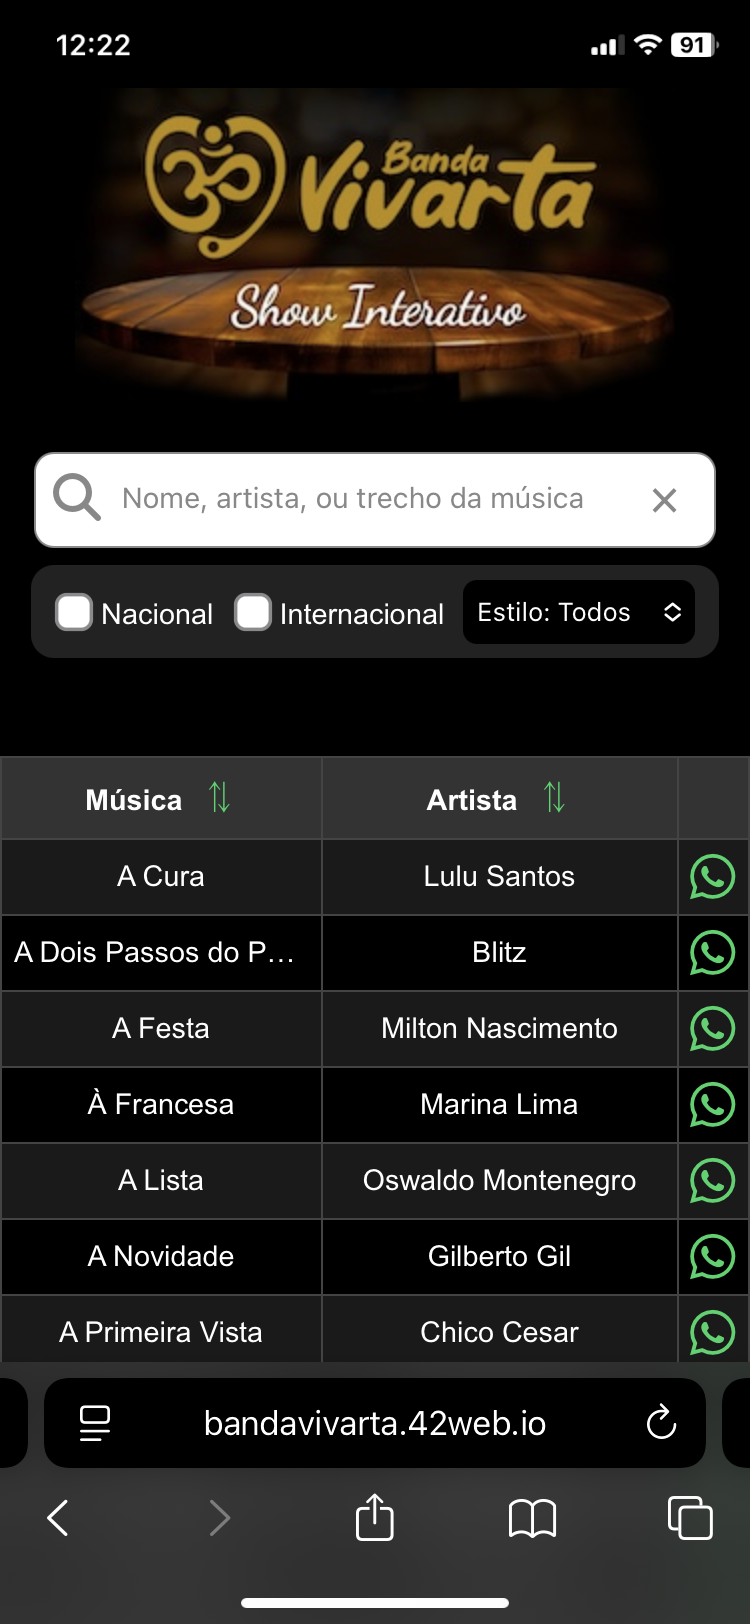 12:22
91
Banda
Vivarta
Show Interativo
Nome, artista, ou trecho da música
Nacional Internacional Estilo: Todos
Música Artista
A Cura Lulu Santos
A Dois Passos do P... Blitz
A Festa Milton Nascimento
À Francesa Marina Lima
A Lista Oswaldo Montenegro
A Novidade Gilberto Gil
A Primeira Vista Chico Cesar
bandavivarta.42web.io